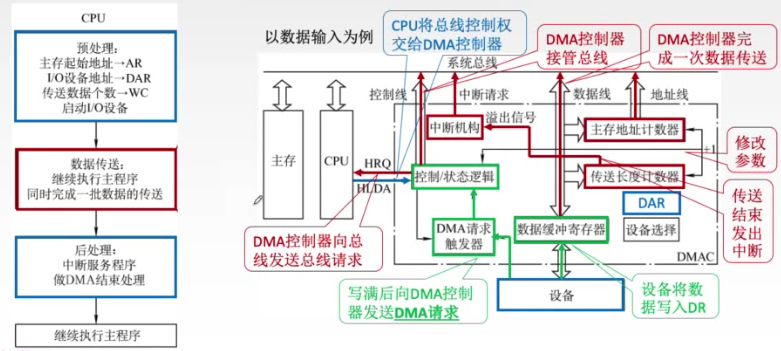 CPU
预处理:
主存起始地址→AR
I/O设备地址→DAR
传送数据个数→WC
启动I/O设备
数据传送:
继续执行主程序
同时完成一批数据的传送
后处理:
中断服务程序
做DMA结束处理
继续执行主程序
以数据输入为例
CPU将总线控制权
交给DMA控制器
DMA控制器
接管总线
DMA控制器完
成一次数据传送
系统总线
控制线
中断请求
数据线
地址线
溢出信号
中断机构
主存地址计数器
+1
修改
参数
主存
CPU
HRQ
HLDA
控制/状态逻辑
传送长度计数器
DAR
设备选择
传送
结束
发出
中断
DMA控制器向总
线发送总线请求
DMA请求
触发器
数据缓冲寄存器
DMAC
写满后向DMA控制
器发送DMA请求
设备
设备将数
据写入DR